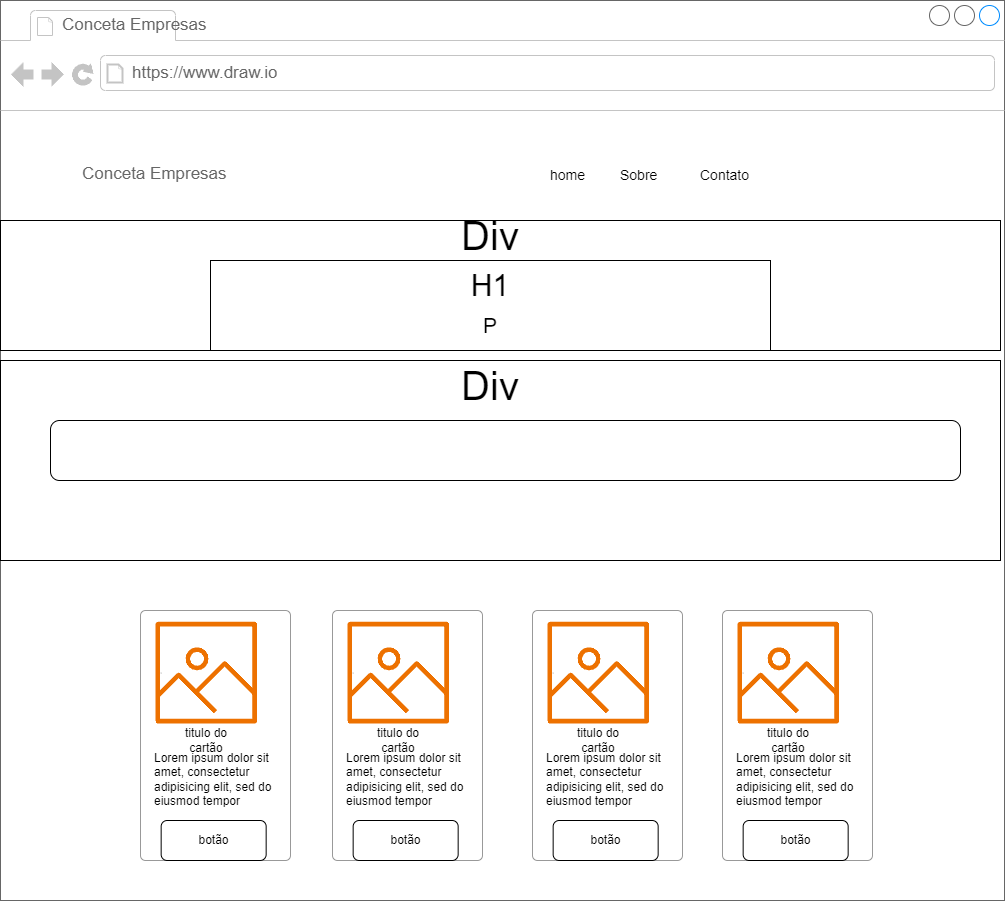 Conceta Empresas
https://www.draw.io
Conceta Empresas
home Sobre Contato
Div
H1
P
Div
titulo do
cartão
Lorem ipsum dolor sit
amet, consectetur
adipisicing elit, sed do
eiusmod tempor
botão
titulo do
cartão
Lorem ipsum dolor sit
amet, consectetur
adipisicing elit, sed do
eiusmod tempor
botão
titulo do
cartão
Lorem ipsum dolor sit
amet, consectetur
adipisicing elit, sed do
eiusmod tempor
botão
titulo do
cartão
Lorem ipsum dolor sit
amet, consectetur
adipisicing elit, sed do
eiusmod tempor
botão